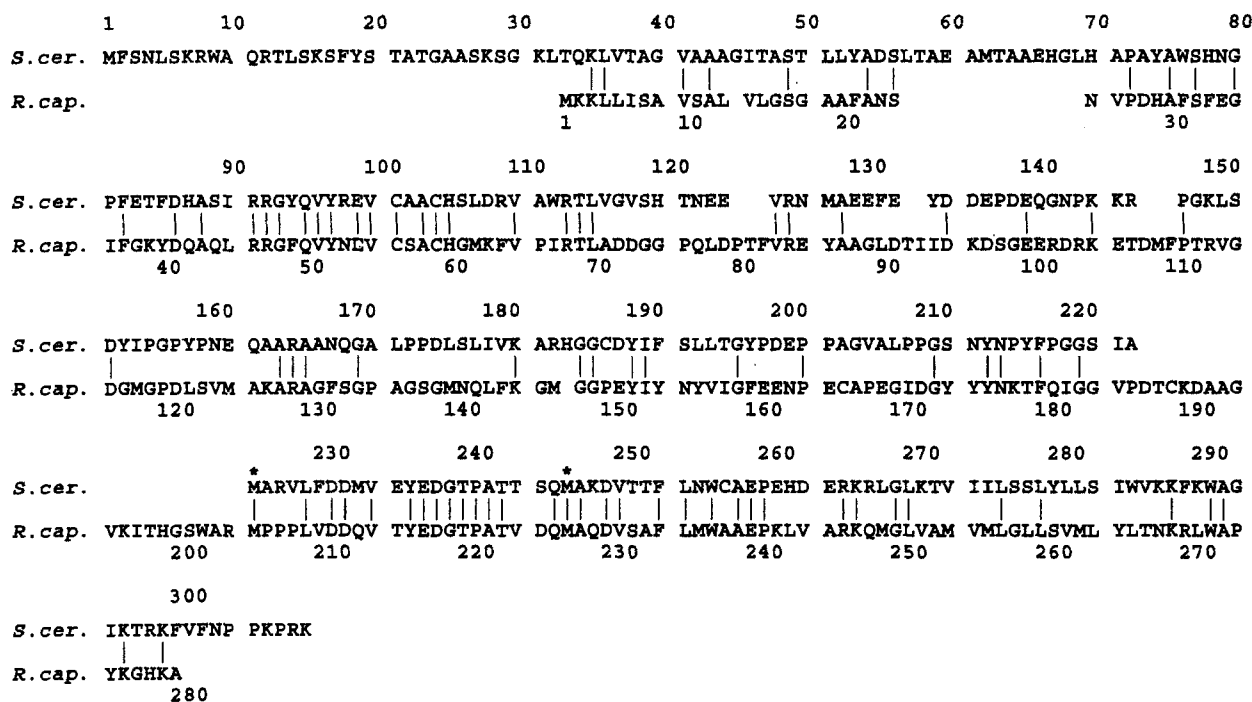 1 10 20 30 40 50 60 70 80
S.cer. MFSNLSKRWA QRTLSKSFYS TATGAASKSG KLTQKLVTAG VAAAGITAST LLYADSLTAE AMTAAEHGLH APAYAWSHNG
R.cap. MKKLLISA VSAL VLGSG AAFANS N VPDHAFSFEG
1 10 20 30
90 100 110 120 130 140 150
S.cer. PFETFDHASI RRGYQVYREV CAACHSLDRV AWRTLVGVSH TNEE VRN MAEEFE YD DEPDEQGNPK KR PGKLS
R.cap. IFGKYDQAQL RRGFQVYNEV CSACHGMKFV PIRTLADDGG PQLDPTFVRE YAAGLDTIID KDSGEERDRK ETDMFPTRVG
40 50 60 70 80 90 100 110
160 170 180 190 200 210 220
S.cer. DYIPGPYPNE QAARAANQGA LPPDLSLIVK ARHGGCDYIF SLLTGYPDEP PAGVALPPGS NYNPYFPGGS IA
R.cap. DGMGPDLSVM AKARAGFSGP AGSGMNQLFK GM GGPEYIY NYVIGFEENP ECAPEGIDGY YYNKTFQIGG VPDTCKDAAG
120 130 140 150 160 170 180 190
* 230 * 250 260 270 280 290
S.cer. MARVLFDDMV EYEDGTPATT SQMAKDVTTF LNWCAEPEHD ERKRLGLKTV IILSSLYLLS IWVKKFKWAG
R.cap. VKITHGSWAR MPPPLVDDQV TYEDGTPATV DQMAQDVSAF LMWAAEPKLV ARKQMGLVAM VMLGLLSVML YLTNKRLWAP
200 210 220 230 240 250 260 270
300
S.cer. IKTRKFVFNP PKPRK
R.cap. YKGHKA
280